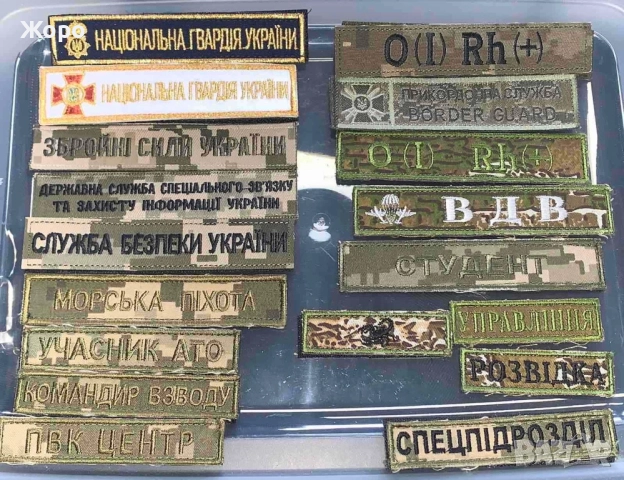 Жоро
НАЦІОНАЛЬНА ГВАРДІЯ УКРАЇНИ
НАЦІОНАЛЬНА ГВАРДІЯ УКРАЇНИ
ЗБРОЙНІ СИЛИ УКРАЇНИ
ДЕРЖАВНА СЛУЖБА СПЕЦІАЛЬНОГО ЗВ'ЯЗКУ
ТА ЗАХИСТУ ІНФОРМАЦІЇ УКРАЇНИ
СЛУЖБА БЕЗПЕКИ УКРАЇНИ
МОРСЬКА ПІХОТА
УЧАСНИК АТО
КОМАНДИР ВЗВОДУ
ПВК ЦЕНТР
O(I) Rh(+)
ПРИКОРДОННА СЛУЖБА
BORDER GUARD
O(I) Rh(+)
ВДВ
СТУДЕНТ
УПРАВЛІННЯ
РОЗВІДКА
СПЕЦПІДРОЗДІЛ